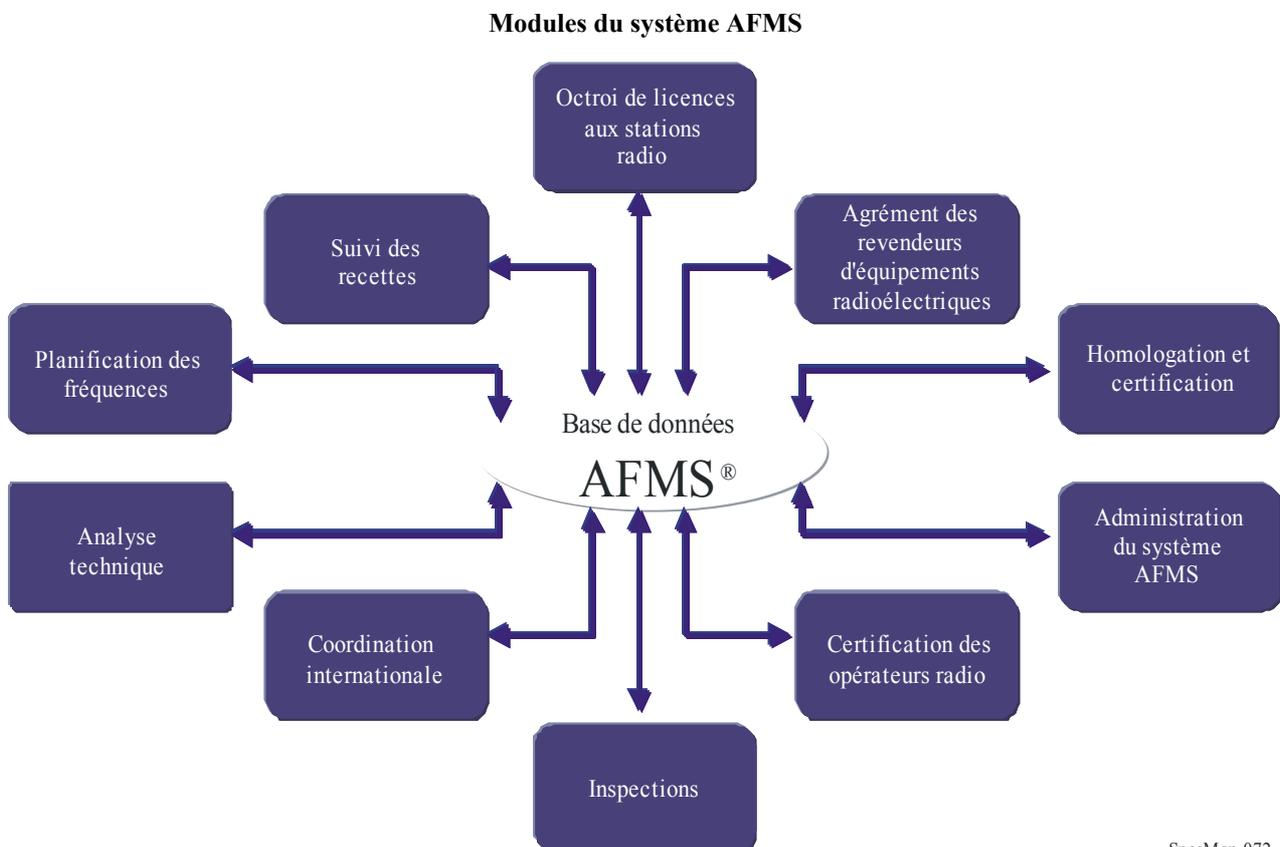 Modules du système AFMS
Octroi de licences
aux stations
radio
Suivi des
recettes
Agrément des
revendeurs
d'équipements
radioélectriques
Planification des
fréquences
Homologation et
certification
Base de données
AFMS®
Analyse
technique
Administration
du système
AFMS
Coordination
internationale
Certification des
opérateurs radio
Inspections